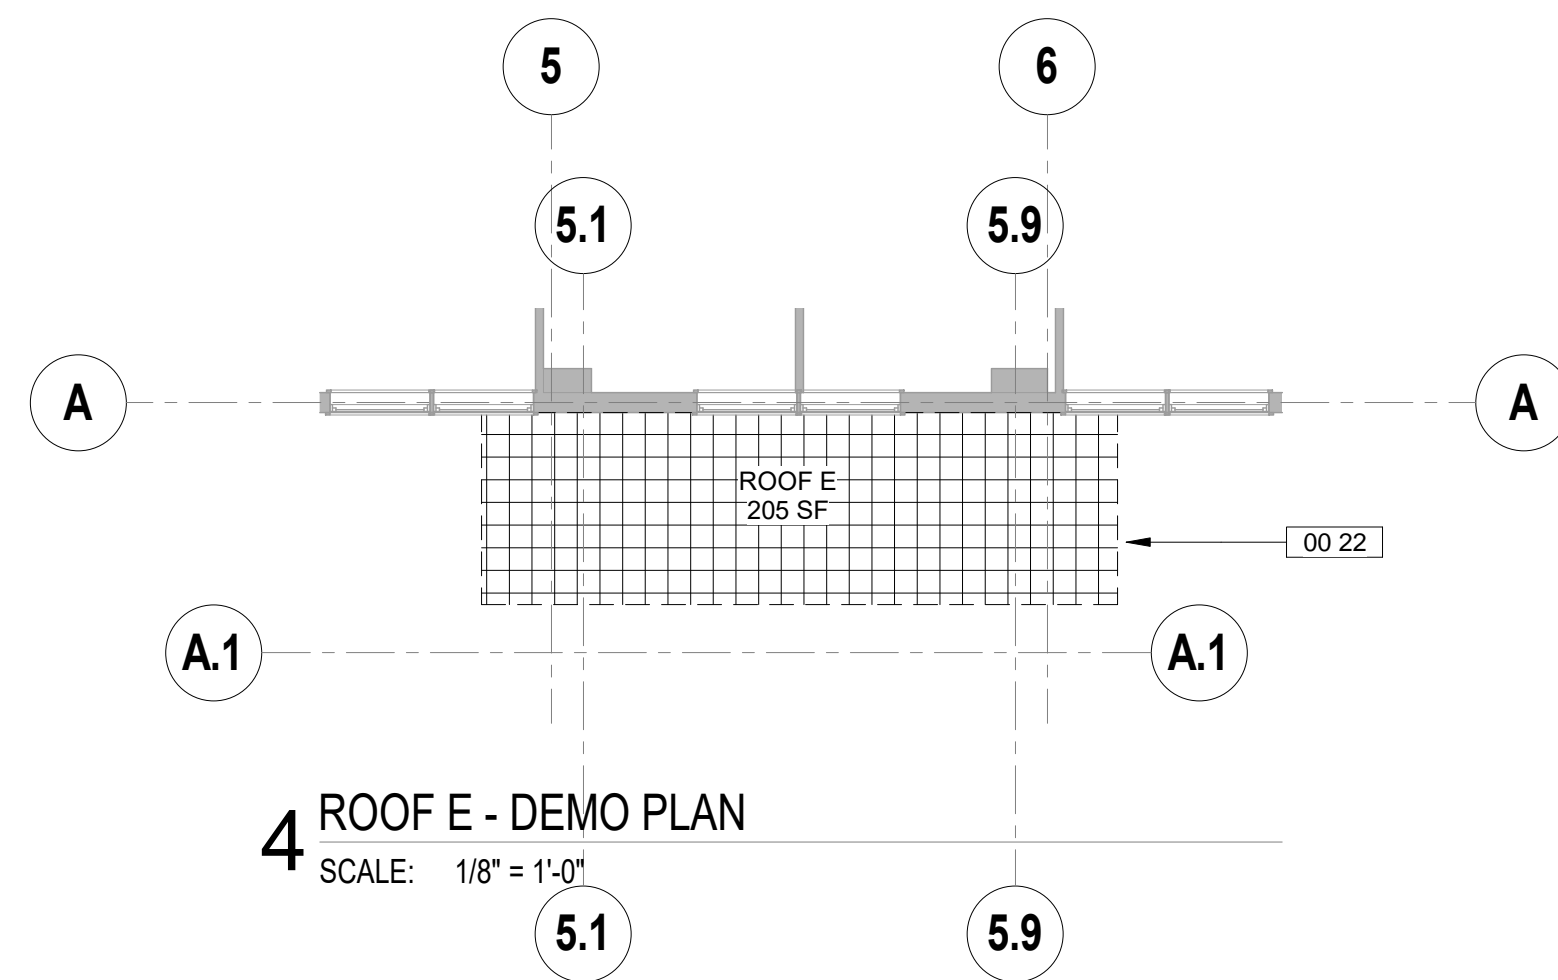 5
6
5.1
5.9
A
A
ROOF E
205 SF
00 22
A.1
A.1
4
ROOF E - DEMO PLAN
SCALE: 1/8" = 1'-0"
5.1
5.9